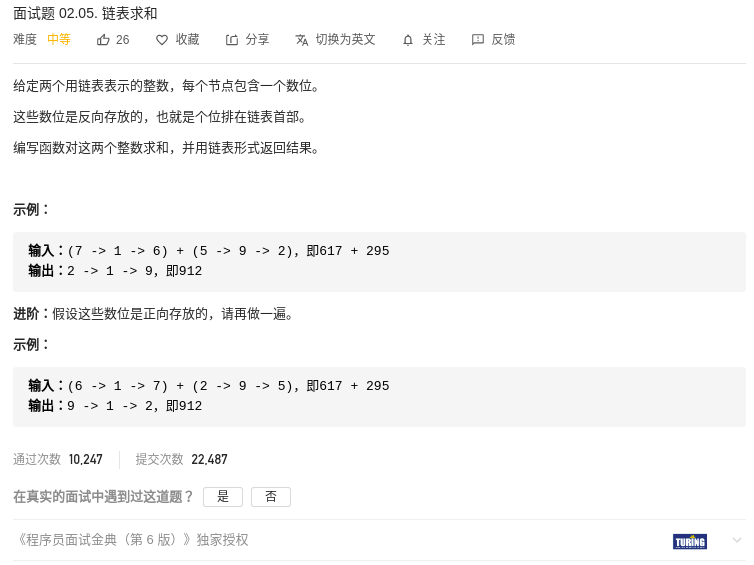 面试题 02.05. 链表求和
难度 中等 26 收藏 分享 切换为英文 关注 反馈
给定两个用链表表示的整数，每个节点包含一个数位。
这些数位是反向存放的，也就是个位排在链表首部。
编写函数对这两个整数求和，并用链表形式返回结果。
示例：
输入：(7 -> 1 -> 6) + (5 -> 9 -> 2)，即617 + 295
输出：2 -> 1 -> 9，即912
进阶：假设这些数位是正向存放的，请再做一遍。
示例：
输入：(6 -> 1 -> 7) + (2 -> 9 -> 5)，即617 + 295
输出：9 -> 1 -> 2，即912
通过次数 10,247 提交次数 22,487
在真实的面试中遇到过这道题？ 是 否
《程序员面试金典（第 6 版）》独家授权 TURING